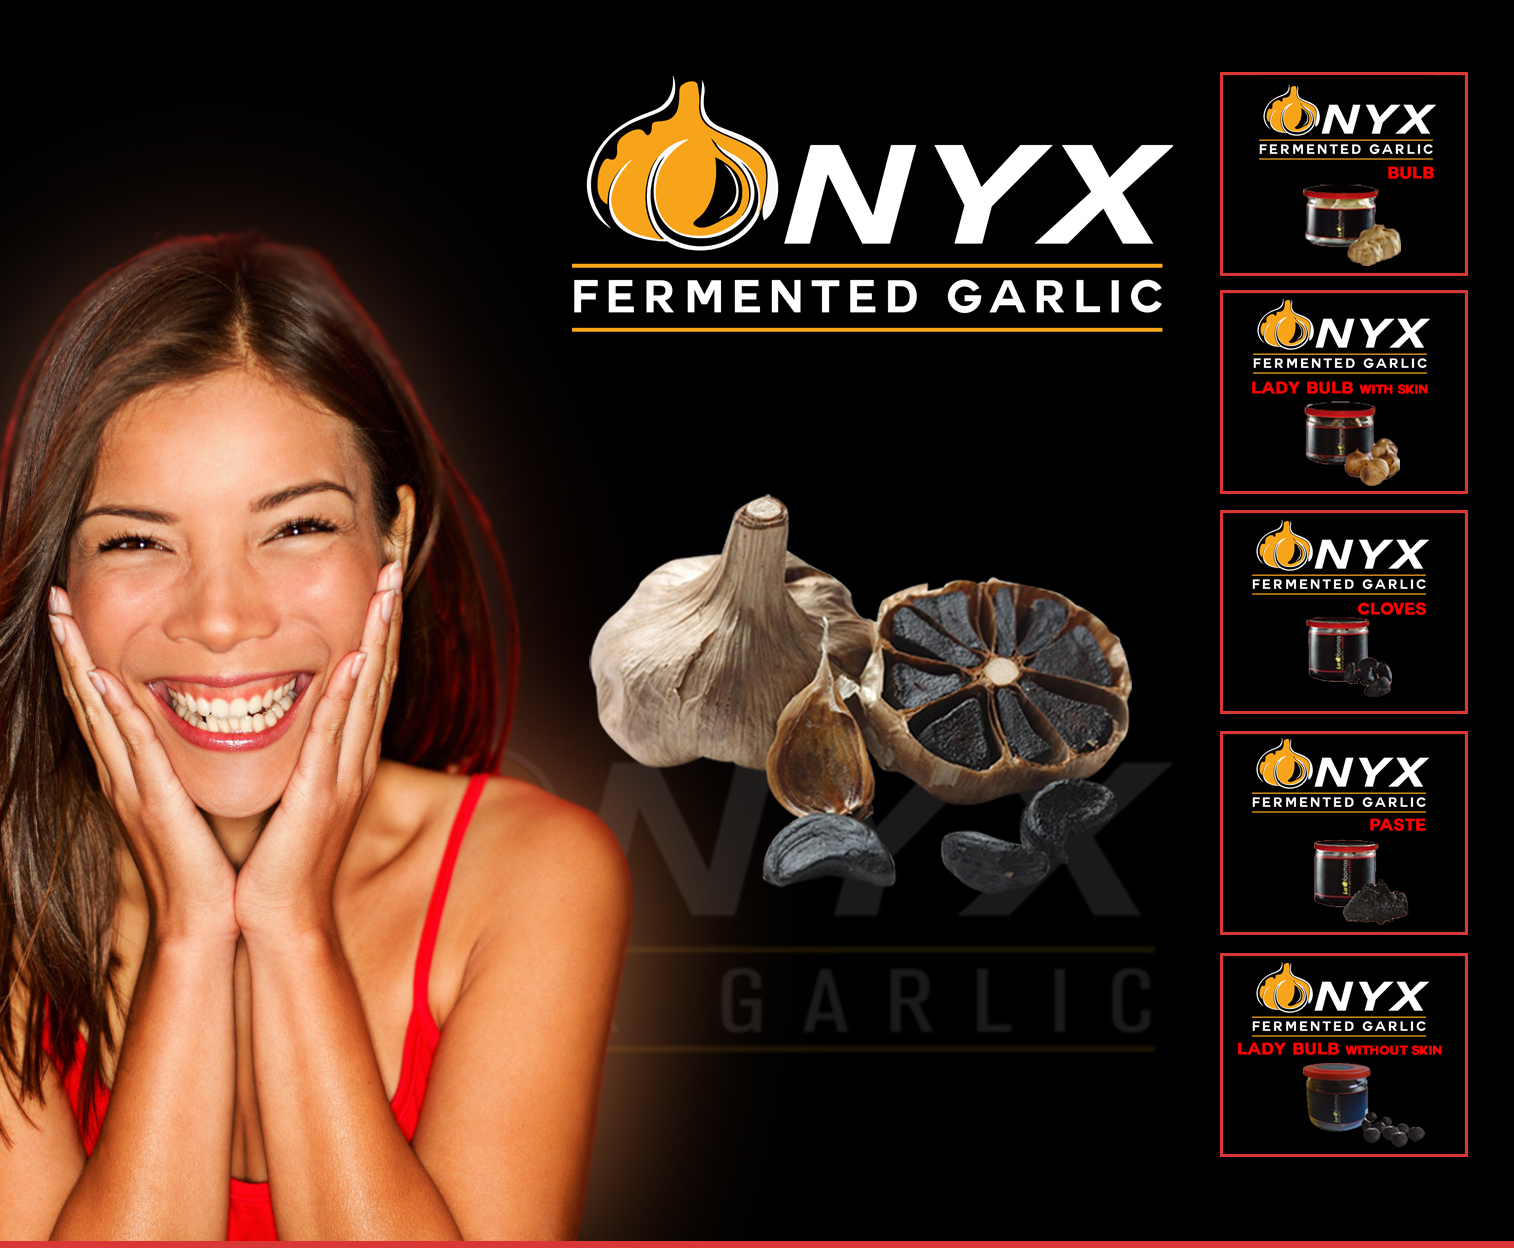 ONYX
FERMENTED GARLIC
ONYX
FERMENTED GARLIC
BULB
ONYX
FERMENTED GARLIC
LADY BULB WITH SKIN
ONYX
FERMENTED GARLIC
CLOVES
ONYX
FERMENTED GARLIC
PASTE
ONYX
FERMENTED GARLIC
LADY BULB WITHOUT SKIN
NYX
GARLIC